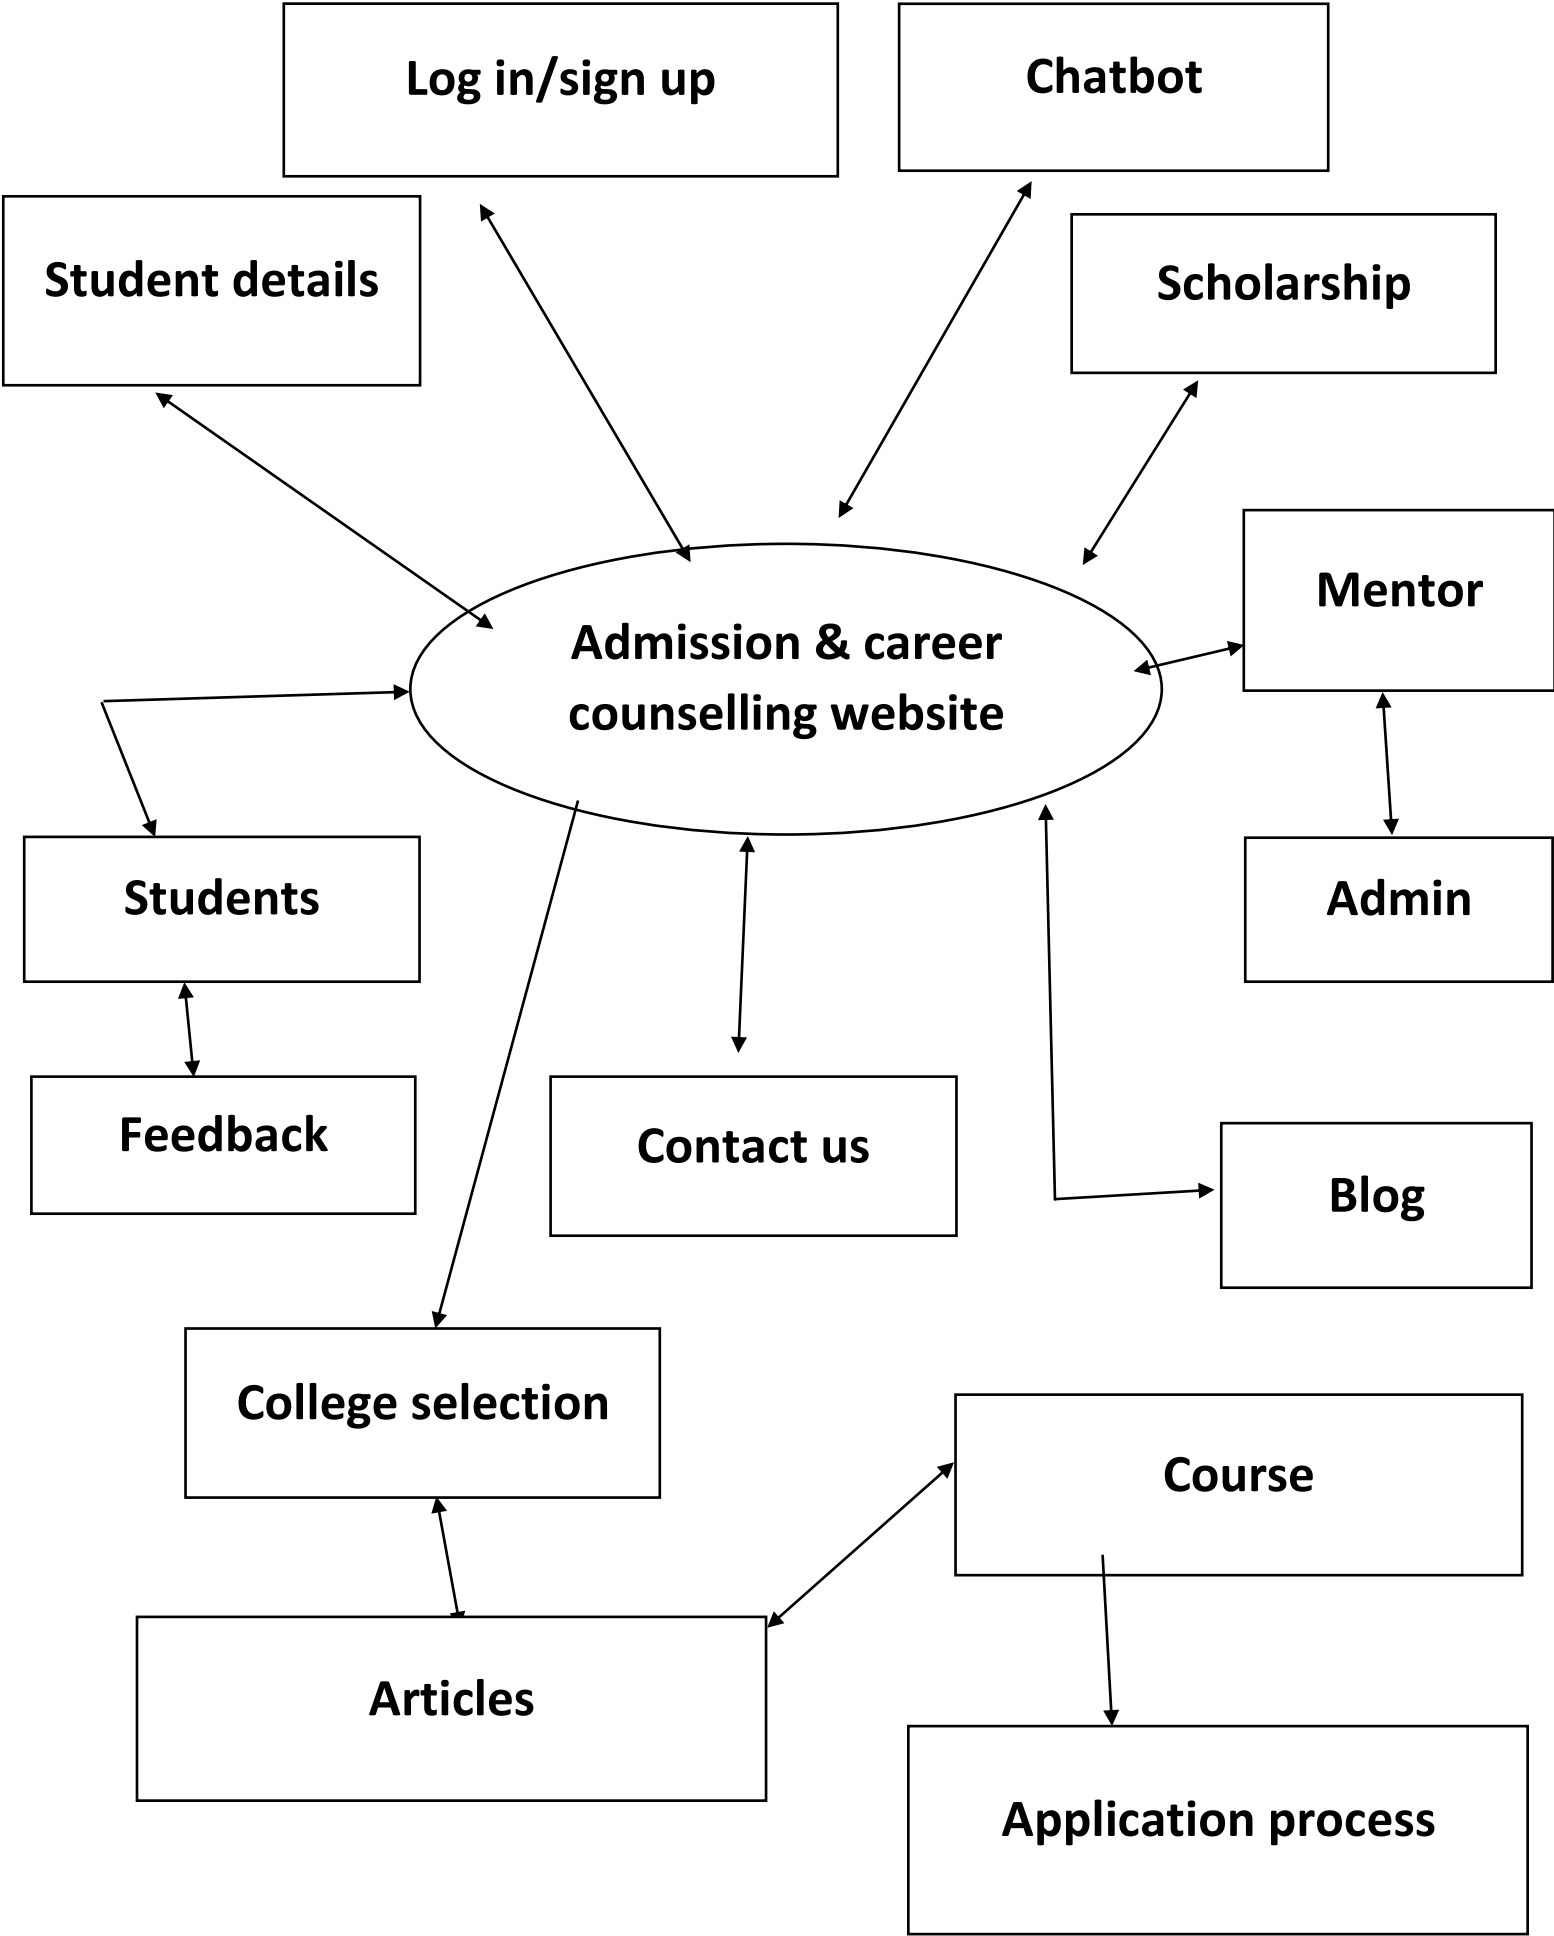 Log in/sign up
Chatbot
Student details
Scholarship
Mentor
Admission & career
counselling website
Students
Admin
Feedback
Contact us
Blog
College selection
Course
Articles
Application process